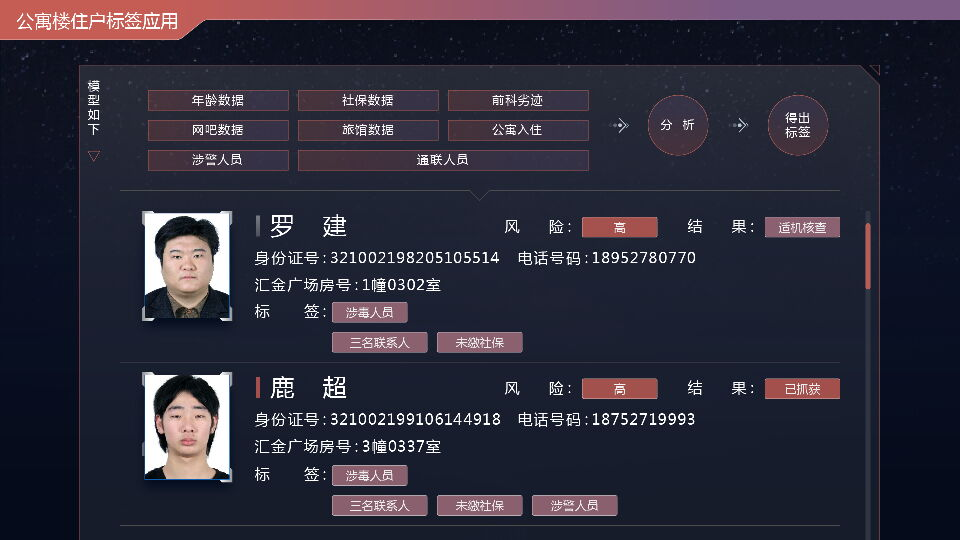 公寓楼住户标签应用
模型如下
年龄数据 社保数据 前科劣迹
网吧数据 旅馆数据 公寓入住
涉警人员 通联人员
分 析
得出
标签
罗 建 风 险: 高 结 果: 适机核查
身份证号:321002198205105514 电话号码:18952780770
汇金广场房号:1幢0302室
标 签: 涉毒人员
三名联系人 未缴社保
鹿 超 风 险: 高 结 果: 已抓获
身份证号:321002199106144918 电话号码:18752719993
汇金广场房号:3幢0337室
标 签: 涉毒人员
三名联系人 未缴社保 涉警人员